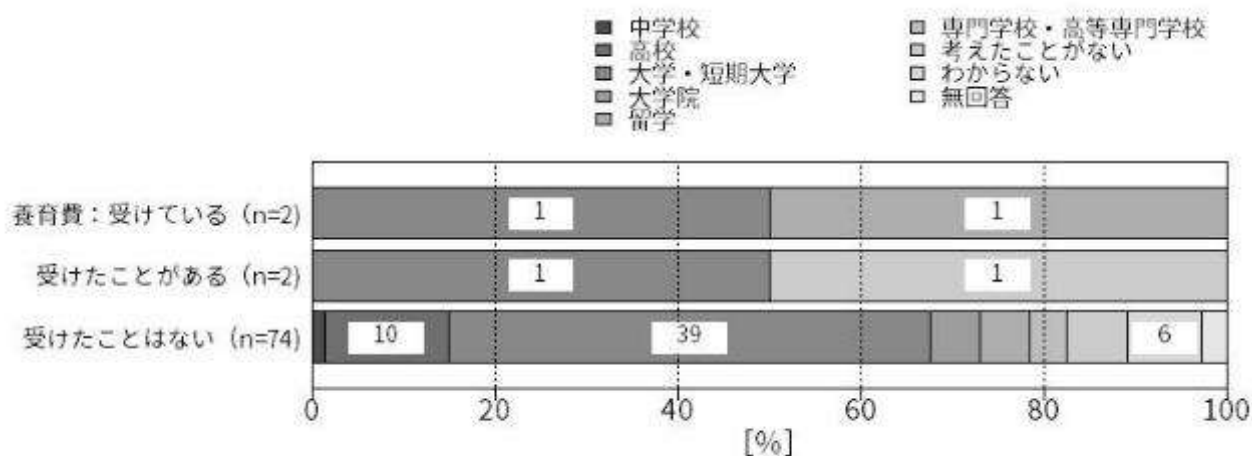 中学校
高校
大学・短期大学
大学院
留学
専門学校・高等専門学校
考えたことがない
わからない
無回答
養育費：受けている (n=2)
1
1
受けたことがある (n=2)
1
1
受けたことはない (n=74)
10
39
6
0
20
40
60
80
100
[%]